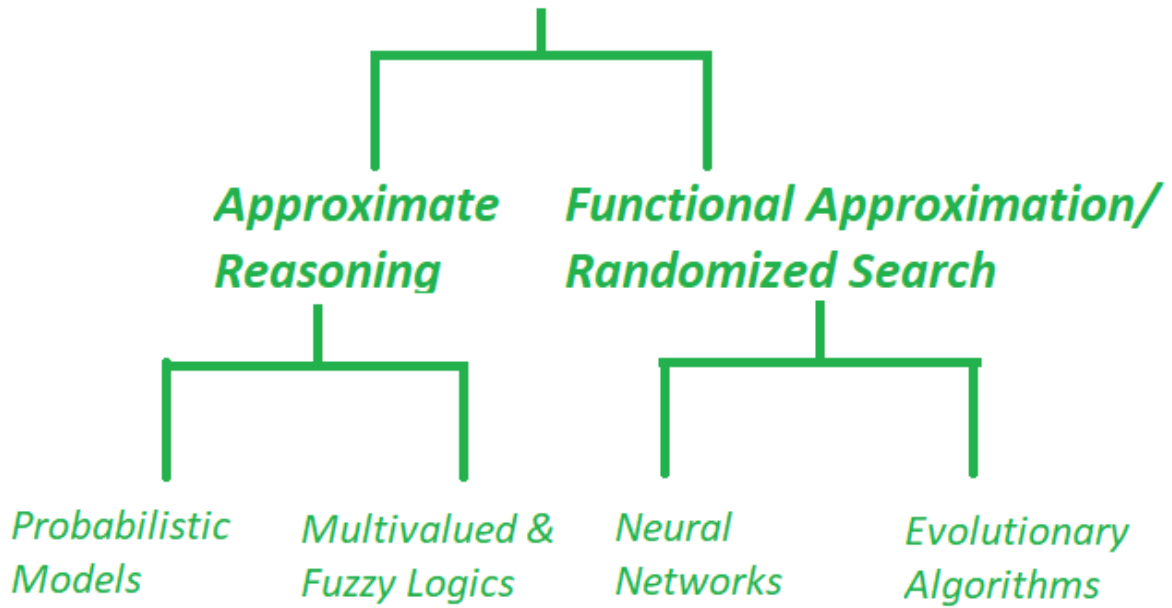 Approximate
Reasoning
Functional Approximation/
Randomized Search
Probabilistic
Models
Multivalued &
Fuzzy Logics
Neural
Networks
Evolutionary
Algorithms